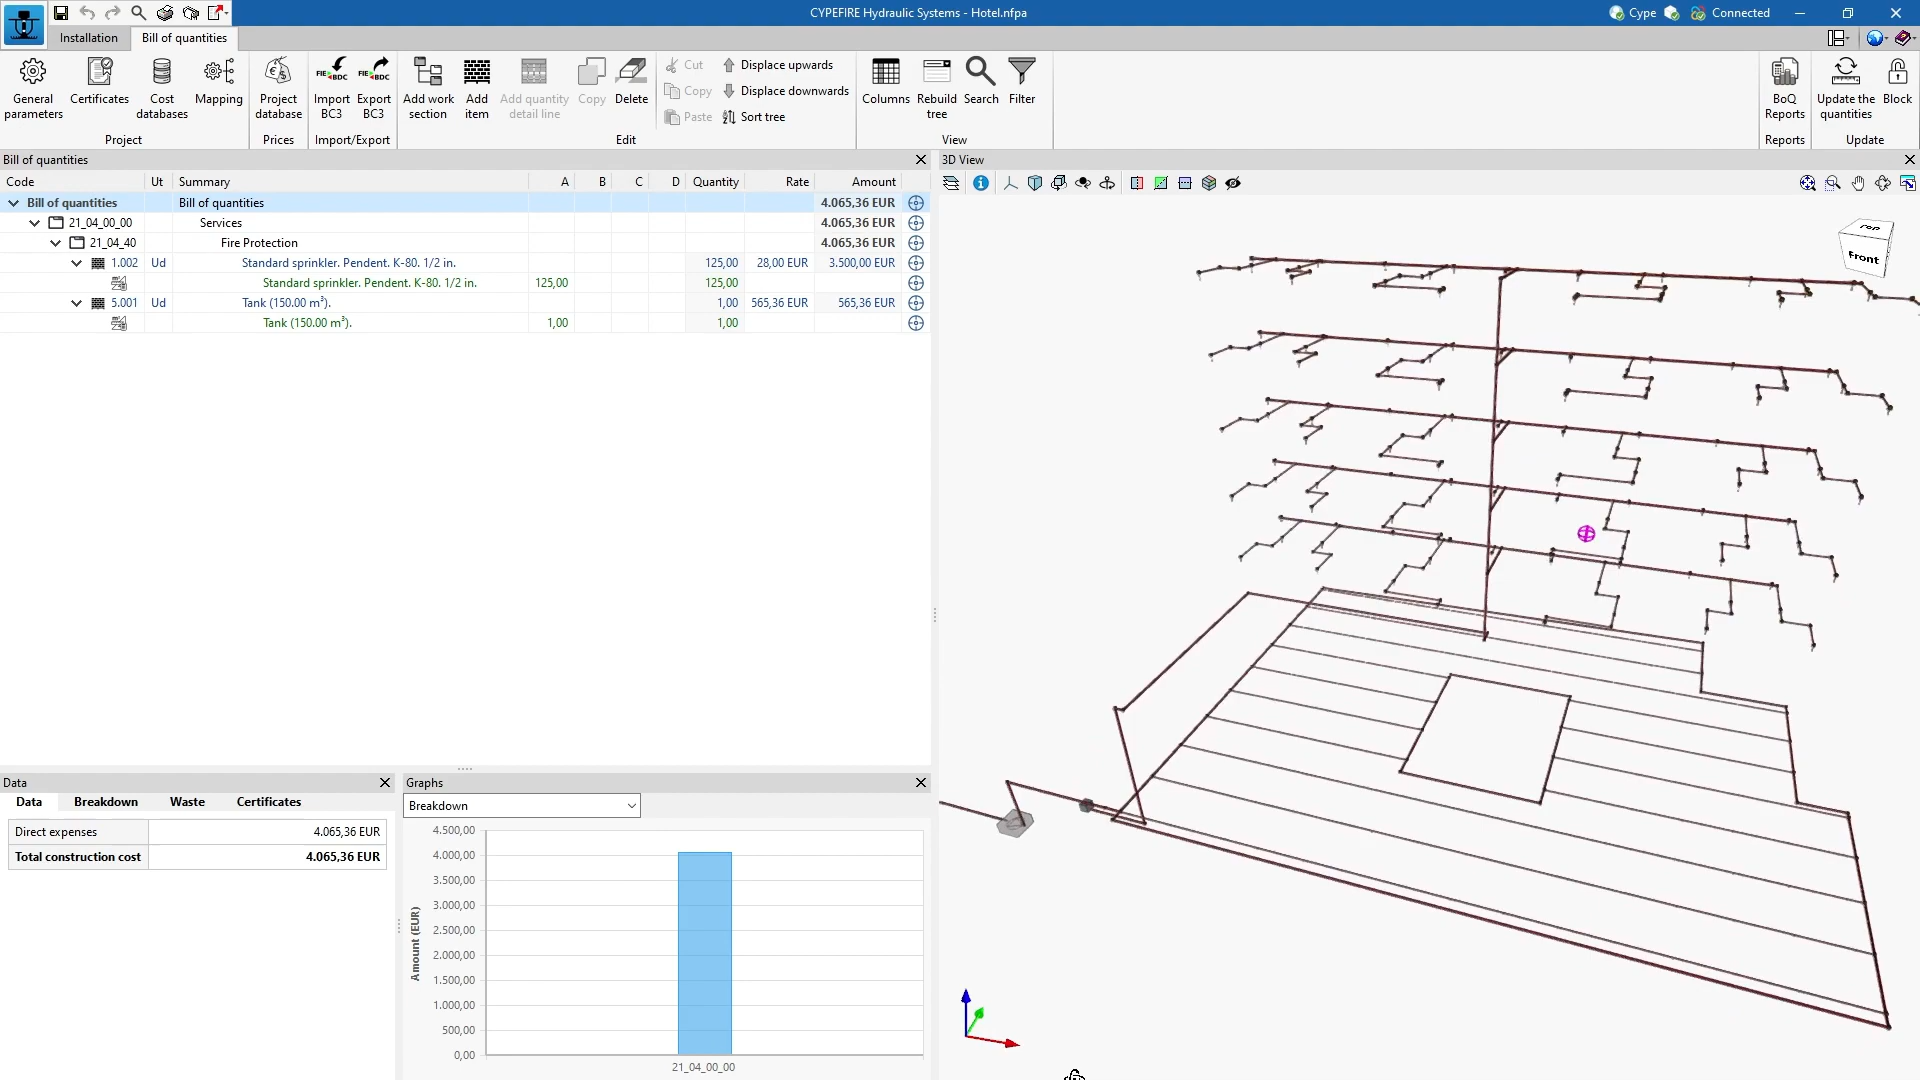 CYPEFIRE Hydraulic Systems - Hotel.nfpa
Cype
Connected
Installation
Bill of quantities
General parameters
Certificates
Cost databases
Mapping
Project
Project database
Prices
Import BC3
Export BC3
Import/Export
Add work section
Add item
Add quantity detail line
Copy
Delete
Cut
Copy
Paste
Displace upwards
Displace downwards
Sort tree
Edit
Columns
Rebuild tree
Search
Filter
View
BoQ Reports
Reports
Update the quantities
Block
Update
Bill of quantities
3D View
Code Ut Summary A B C D Quantity Rate Amount
Bill of quantities Bill of quantities 4.065,36 EUR
21_04_00_00 Services 4.065,36 EUR
21_04_40 Fire Protection 4.065,36 EUR
1.002 Ud Standard sprinkler. Pendent. K-80. 1/2 in. 125,00 28,00 EUR 3.500,00 EUR
Standard sprinkler. Pendent. K-80. 1/2 in. 125,00 125,00
5.001 Ud Tank (150.00 m³). 1,00 565,36 EUR 565,36 EUR
Tank (150.00 m³). 1,00 1,00
Top
Front
Data
Data Breakdown Waste Certificates
Direct expenses 4.065,36 EUR
Total construction cost 4.065,36 EUR
Graphs
Breakdown
4.500,00
4.000,00
3.500,00
3.000,00
2.500,00
2.000,00
1.500,00
1.000,00
500,00
0,00
Amount (EUR)
21_04_00_00